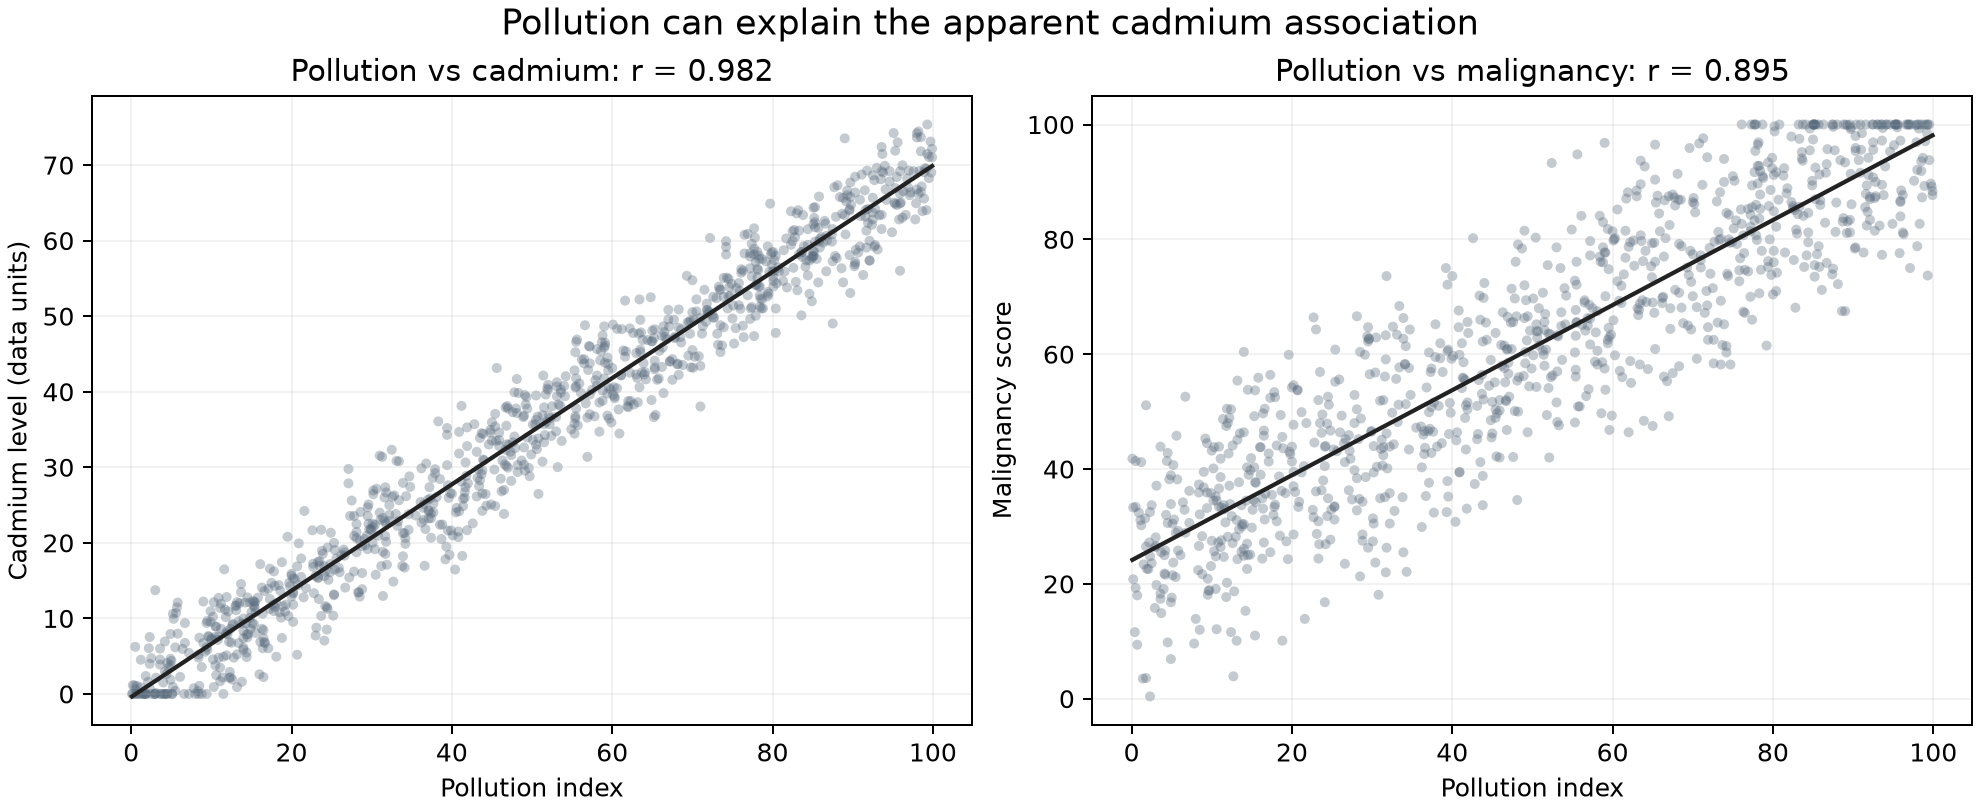 Pollution can explain the apparent cadmium association
Pollution vs cadmium: r = 0.982
Cadmium level (data units)
70
60
50
40
30
20
10
0
0 20 40 60 80 100
Pollution index
Pollution vs malignancy: r = 0.895
Malignancy score
100
80
60
40
20
0
0 20 40 60 80 100
Pollution index